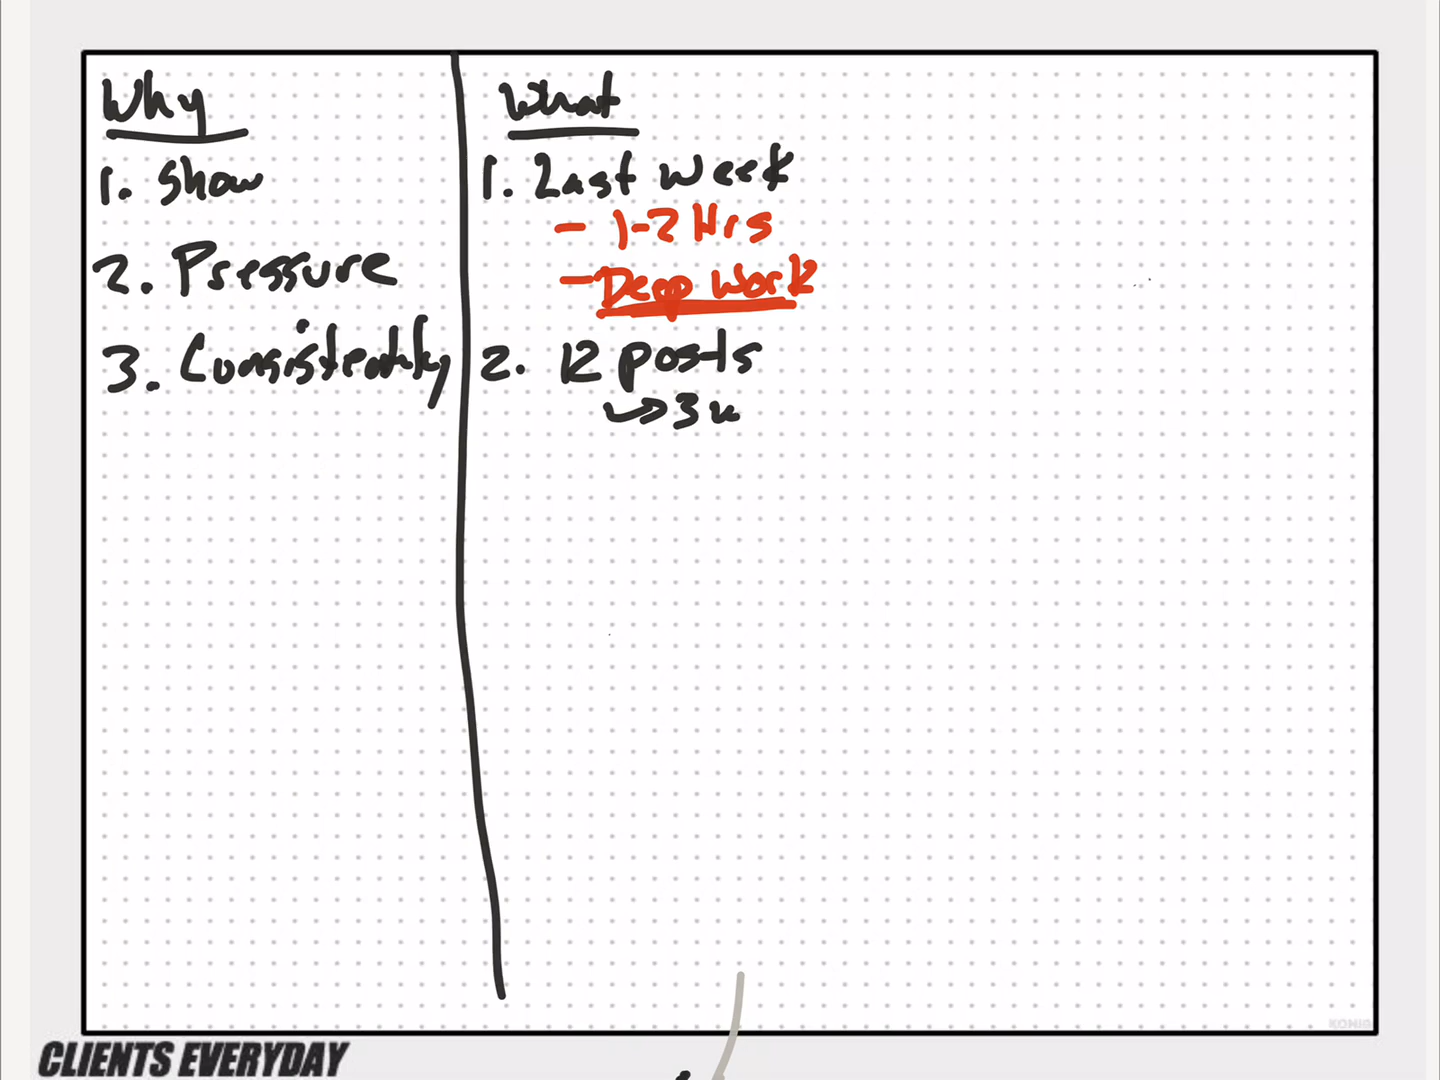 Why
1. Show
2. Pressure
3. Consistently
What
1. Last week
- 1-2 Hrs
- Deep Work
2. 12 posts
→ 3x
KONIG
CLIENTS EVERYDAY